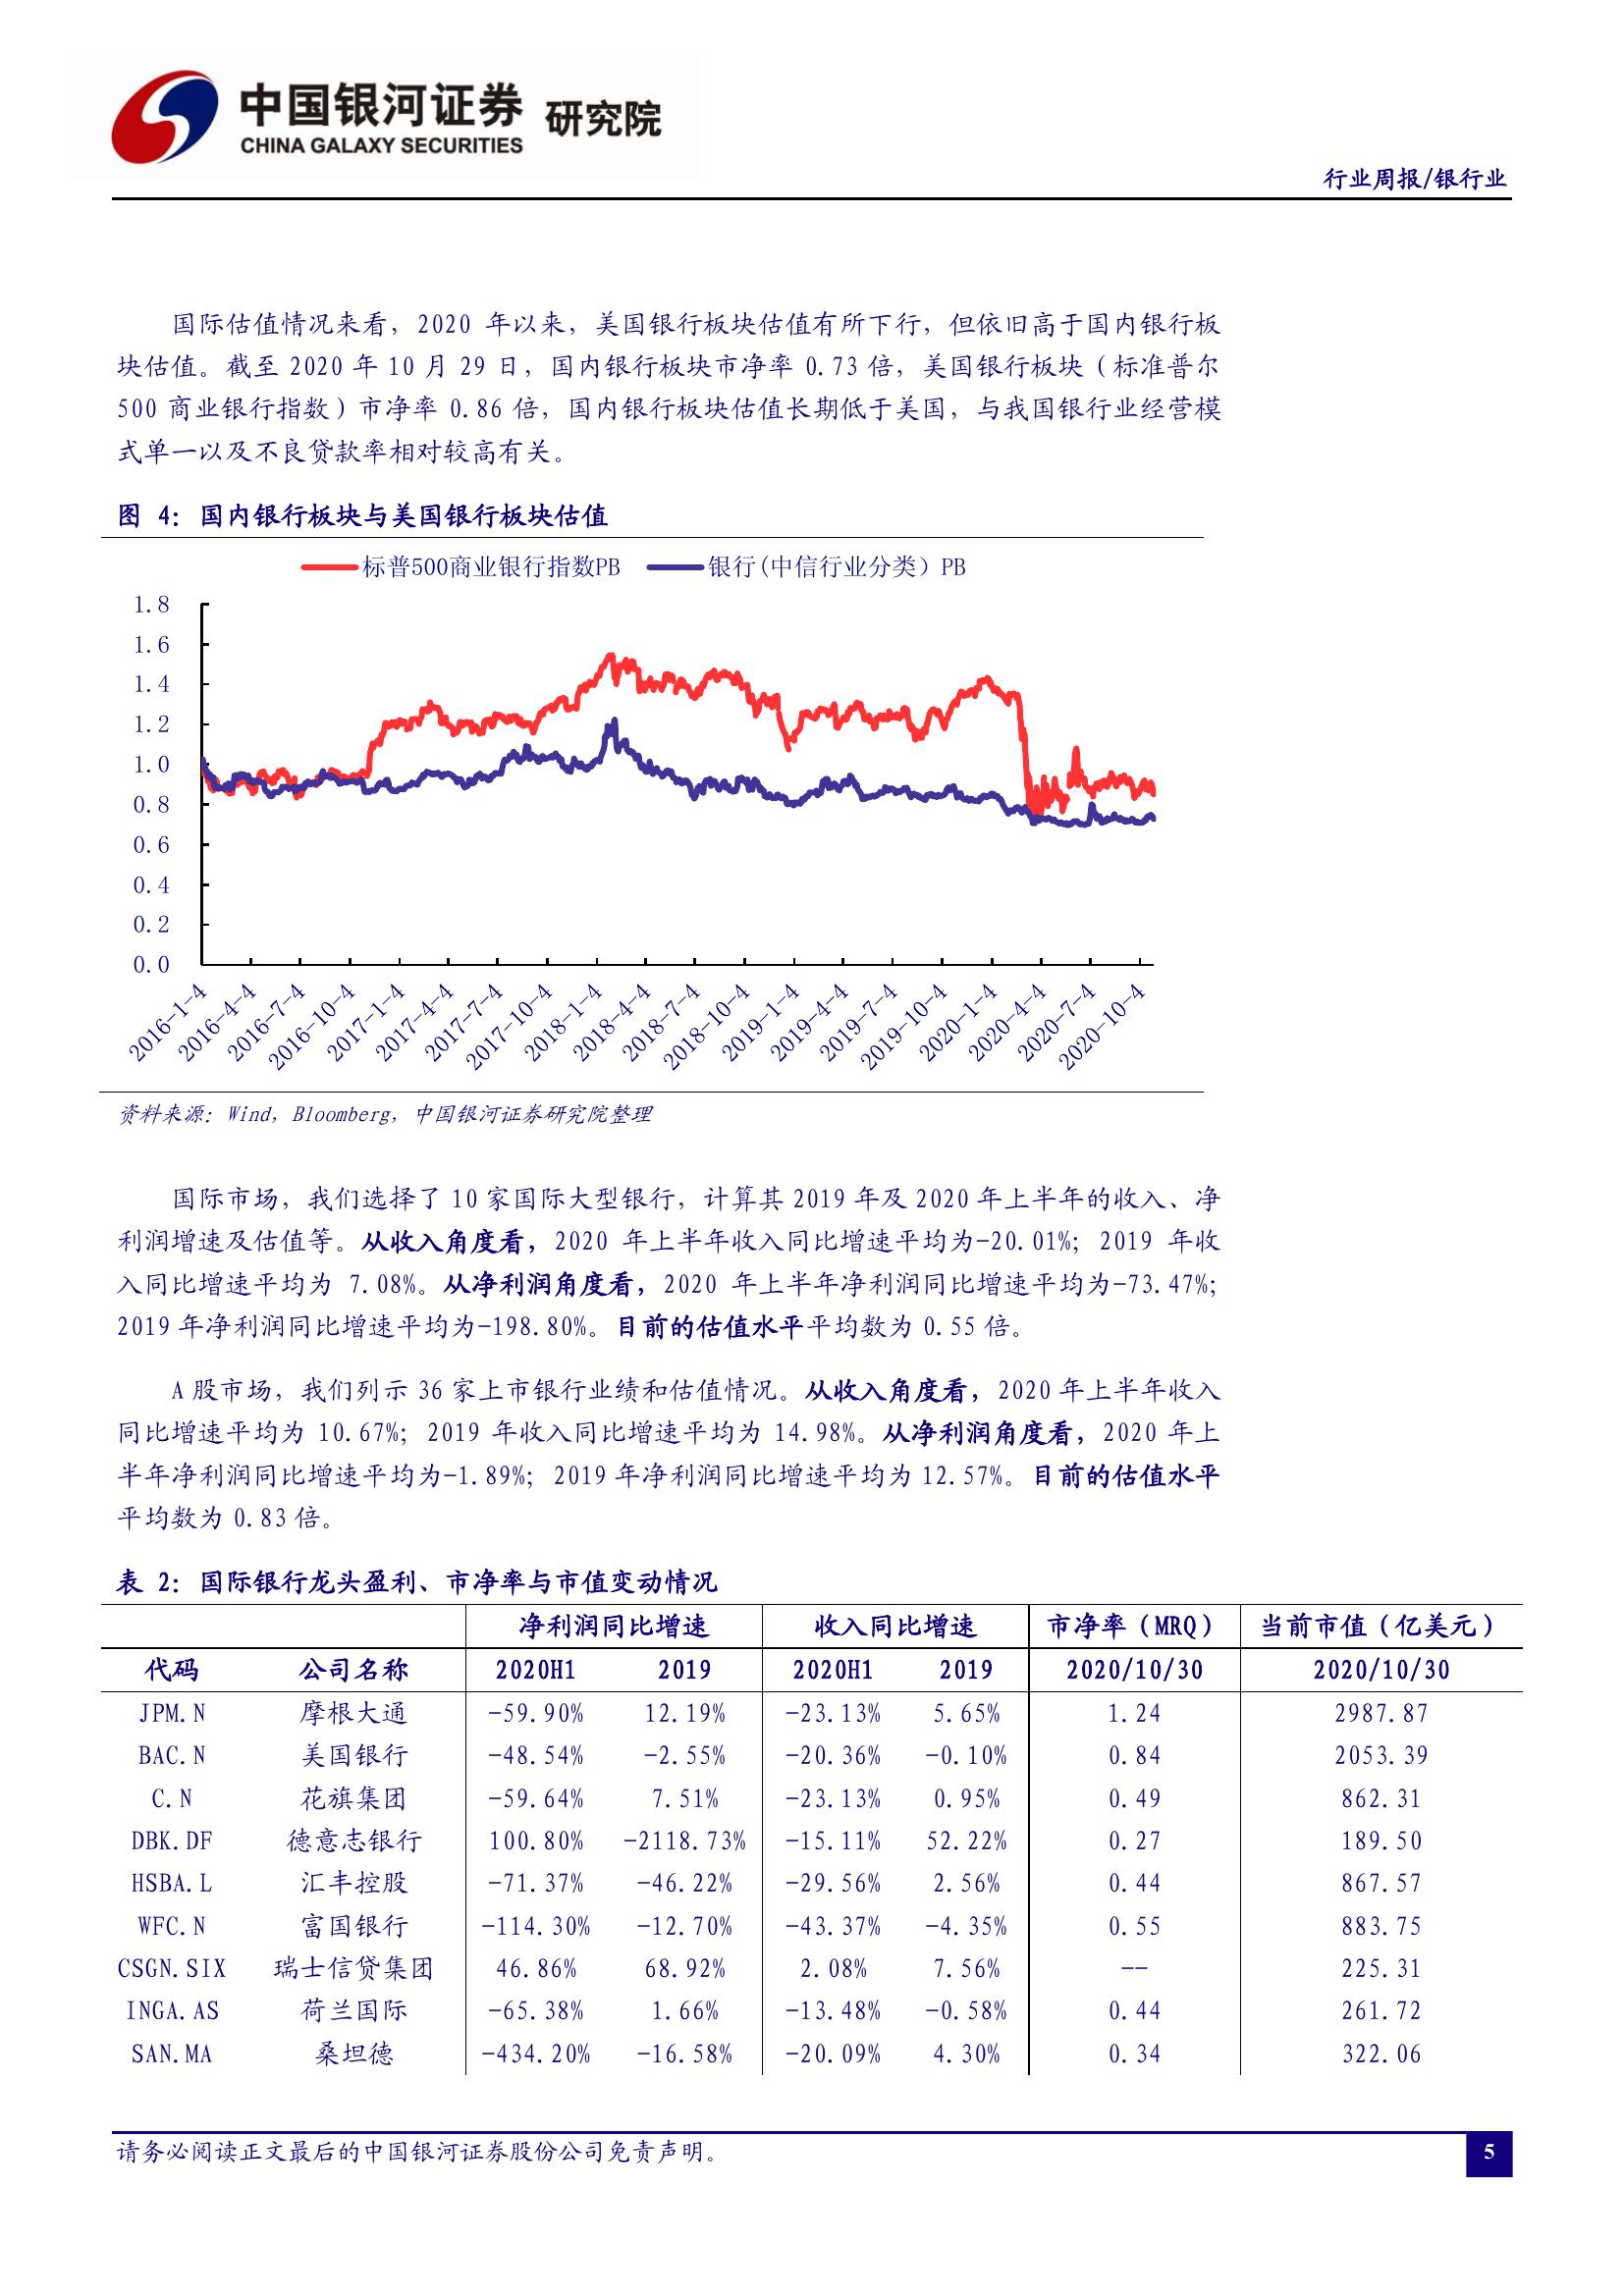 中国银河证券 研究院
CHINA GALAXY SECURITIES
行业周报/银行业
国际估值情况来看，2020 年以来，美国银行板块估值有所下行，但依旧高于国内银行板
块估值。截至 2020 年 10 月 29 日，国内银行板块市净率 0.73 倍，美国银行板块（标准普尔
500 商业银行指数）市净率 0.86 倍，国内银行板块估值长期低于美国，与我国银行业经营模
式单一以及不良贷款率相对较高有关。
图 4：国内银行板块与美国银行板块估值
标普500商业银行指数PB 银行(中信行业分类）PB
1.8
1.6
1.4
1.2
1.0
0.8
0.6
0.4
0.2
0.0
2016-1-4 2016-4-4 2016-7-4 2016-10-4 2017-1-4 2017-4-4 2017-7-4 2017-10-4 2018-1-4 2018-4-4 2018-7-4 2018-10-4 2019-1-4 2019-4-4 2019-7-4 2019-10-4 2020-1-4 2020-4-4 2020-7-4 2020-10-4
资料来源：Wind，Bloomberg，中国银河证券研究院整理
国际市场，我们选择了 10 家国际大型银行，计算其 2019 年及 2020 年上半年的收入、净
利润增速及估值等。从收入角度看，2020 年上半年收入同比增速平均为-20.01%；2019 年收
入同比增速平均为 7.08%。从净利润角度看，2020 年上半年净利润同比增速平均为-73.47%；
2019 年净利润同比增速平均为-198.80%。目前的估值水平平均数为 0.55 倍。
A 股市场，我们列示 36 家上市银行业绩和估值情况。从收入角度看，2020 年上半年收入
同比增速平均为 10.67%；2019 年收入同比增速平均为 14.98%。从净利润角度看，2020 年上
半年净利润同比增速平均为-1.89%；2019 年净利润同比增速平均为 12.57%。目前的估值水平
平均数为 0.83 倍。
表 2：国际银行龙头盈利、市净率与市值变动情况
净利润同比增速 收入同比增速 市净率（MRQ） 当前市值（亿美元）
代码 公司名称 2020H1 2019 2020H1 2019 2020/10/30 2020/10/30
JPM.N 摩根大通 -59.90% 12.19% -23.13% 5.65% 1.24 2987.87
BAC.N 美国银行 -48.54% -2.55% -20.36% -0.10% 0.84 2053.39
C.N 花旗集团 -59.64% 7.51% -23.13% 0.95% 0.49 862.31
DBK.DF 德意志银行 100.80% -2118.73% -15.11% 52.22% 0.27 189.50
HSBA.L 汇丰控股 -71.37% -46.22% -29.56% 2.56% 0.44 867.57
WFC.N 富国银行 -114.30% -12.70% -43.37% -4.35% 0.55 883.75
CSGN.SIX 瑞士信贷集团 46.86% 68.92% 2.08% 7.56% -- 225.31
INGA.AS 荷兰国际 -65.38% 1.66% -13.48% -0.58% 0.44 261.72
SAN.MA 桑坦德 -434.20% -16.58% -20.09% 4.30% 0.34 322.06
请务必阅读正文最后的中国银河证券股份公司免责声明。
5